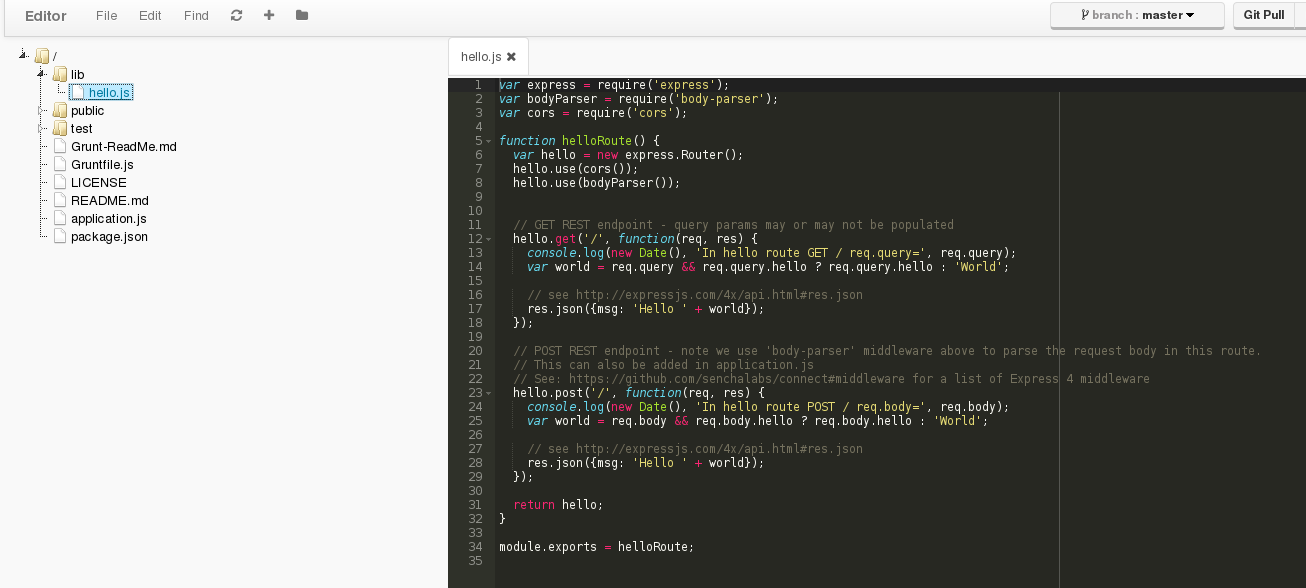 Editor File Edit Find branch : master Git Pull
/
lib
hello.js
public
test
Grunt-ReadMe.md
Gruntfile.js
LICENSE
README.md
application.js
package.json
hello.js
1 var express = require('express');
2 var bodyParser = require('body-parser');
3 var cors = require('cors');
4
5 function helloRoute() {
6   var hello = new express.Router();
7   hello.use(cors());
8   hello.use(bodyParser());
9
10
11   // GET REST endpoint - query params may or may not be populated
12   hello.get('/', function(req, res) {
13     console.log(new Date(), 'In hello route GET / req.query=', req.query);
14     var world = req.query && req.query.hello ? req.query.hello : 'World';
15
16     // see http://expressjs.com/4x/api.html#res.json
17     res.json({msg: 'Hello ' + world});
18   });
19
20   // POST REST endpoint - note we use 'body-parser' middleware above to parse the request body in this route.
21   // This can also be added in application.js
22   // See: https://github.com/senchalabs/connect#middleware for a list of Express 4 middleware
23   hello.post('/', function(req, res) {
24     console.log(new Date(), 'In hello route POST / req.body=', req.body);
25     var world = req.body && req.body.hello ? req.body.hello : 'World';
26
27     // see http://expressjs.com/4x/api.html#res.json
28     res.json({msg: 'Hello ' + world});
29   });
30
31   return hello;
32 }
33
34 module.exports = helloRoute;
35